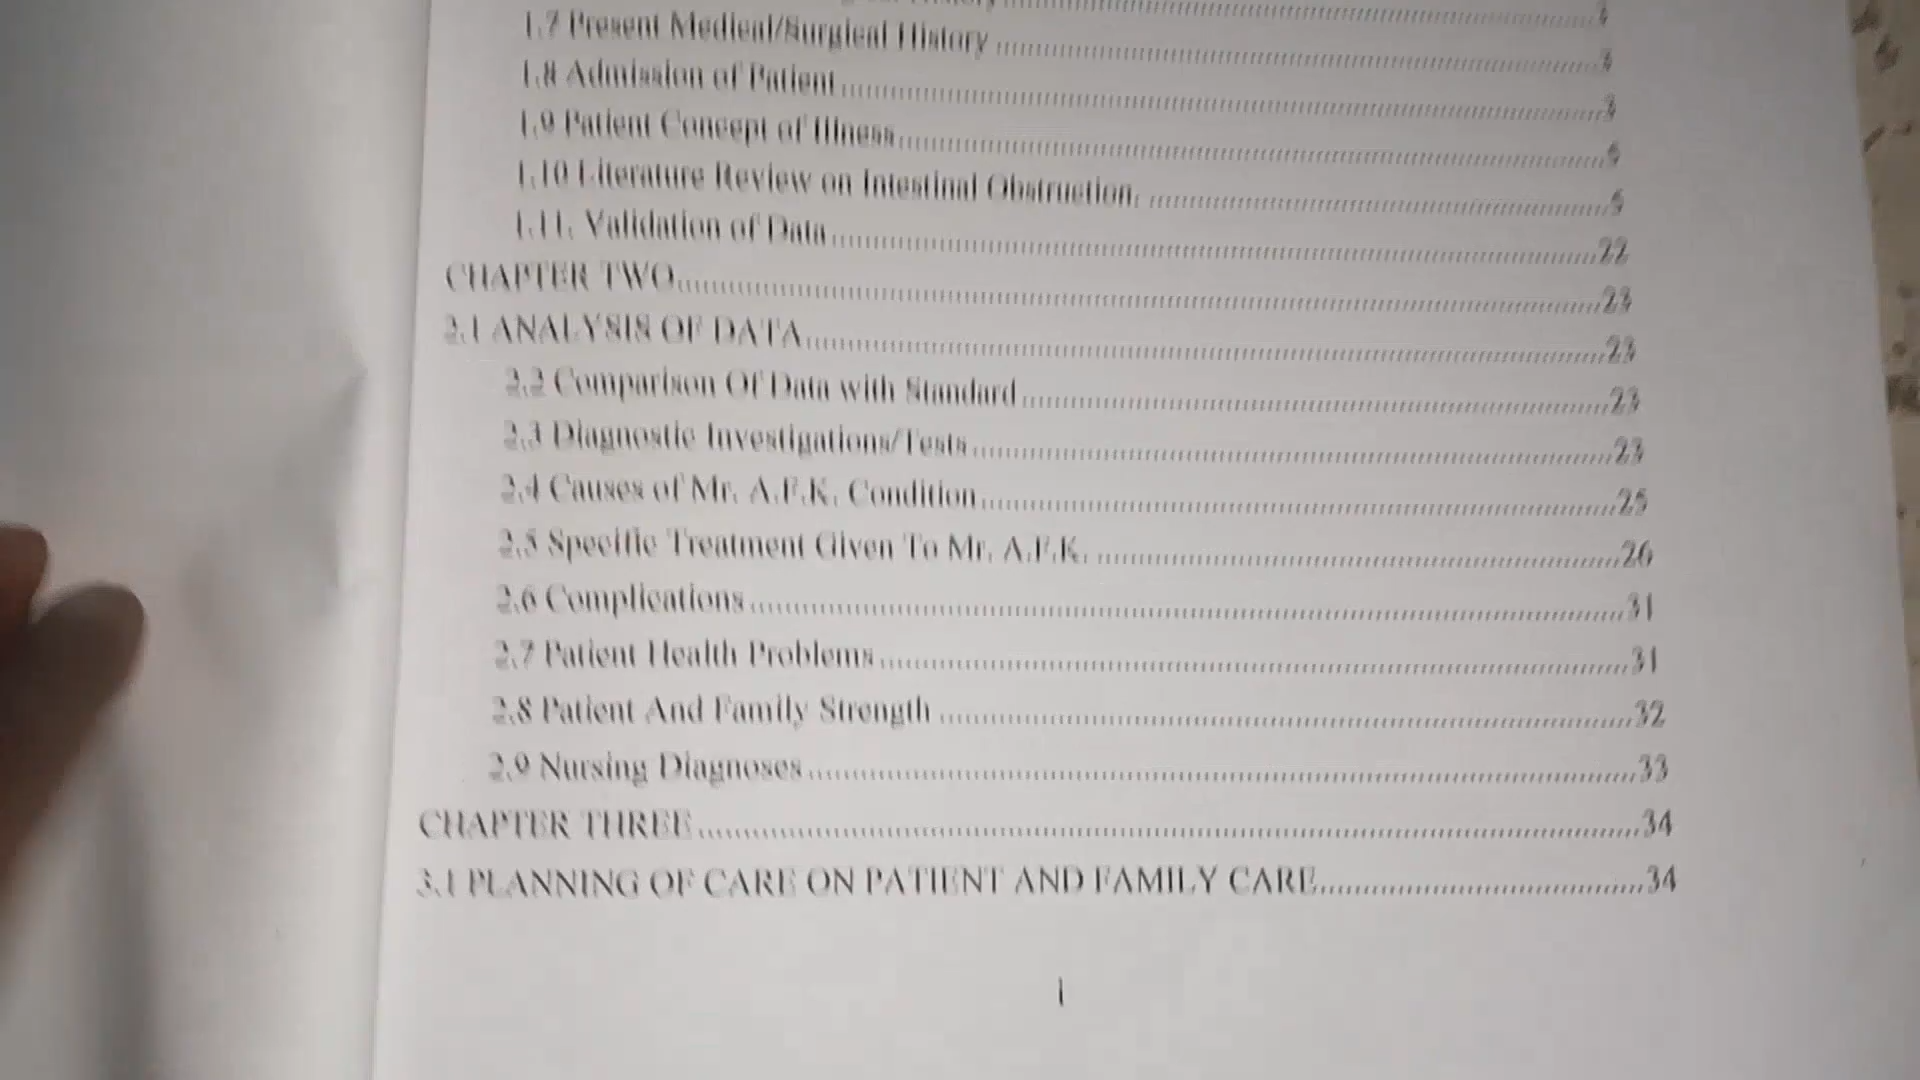 History
1.7 Present Medical/Surgical History
1.8 Admission of Patient
1.9 Patient Concept of Illness
1.10 Literature Review on Intestinal Obstruction.
1.11. Validation of Data 22
CHAPTER TWO 23
2.1 ANALYSIS OF DATA 23
2.2 Comparison Of Data with Standard 23
2.3 Diagnostic Investigations/Tests 23
2.4 Causes of Mr. A.F.K. Condition 25
2.5 Specific Treatment Given To Mr. A.F.K. 26
2.6 Complications 31
2.7 Patient Health Problems 31
2.8 Patient And Family Strength 32
2.9 Nursing Diagnoses 33
CHAPTER THREE 34
3.1 PLANNING OF CARE ON PATIENT AND FAMILY CARE 34